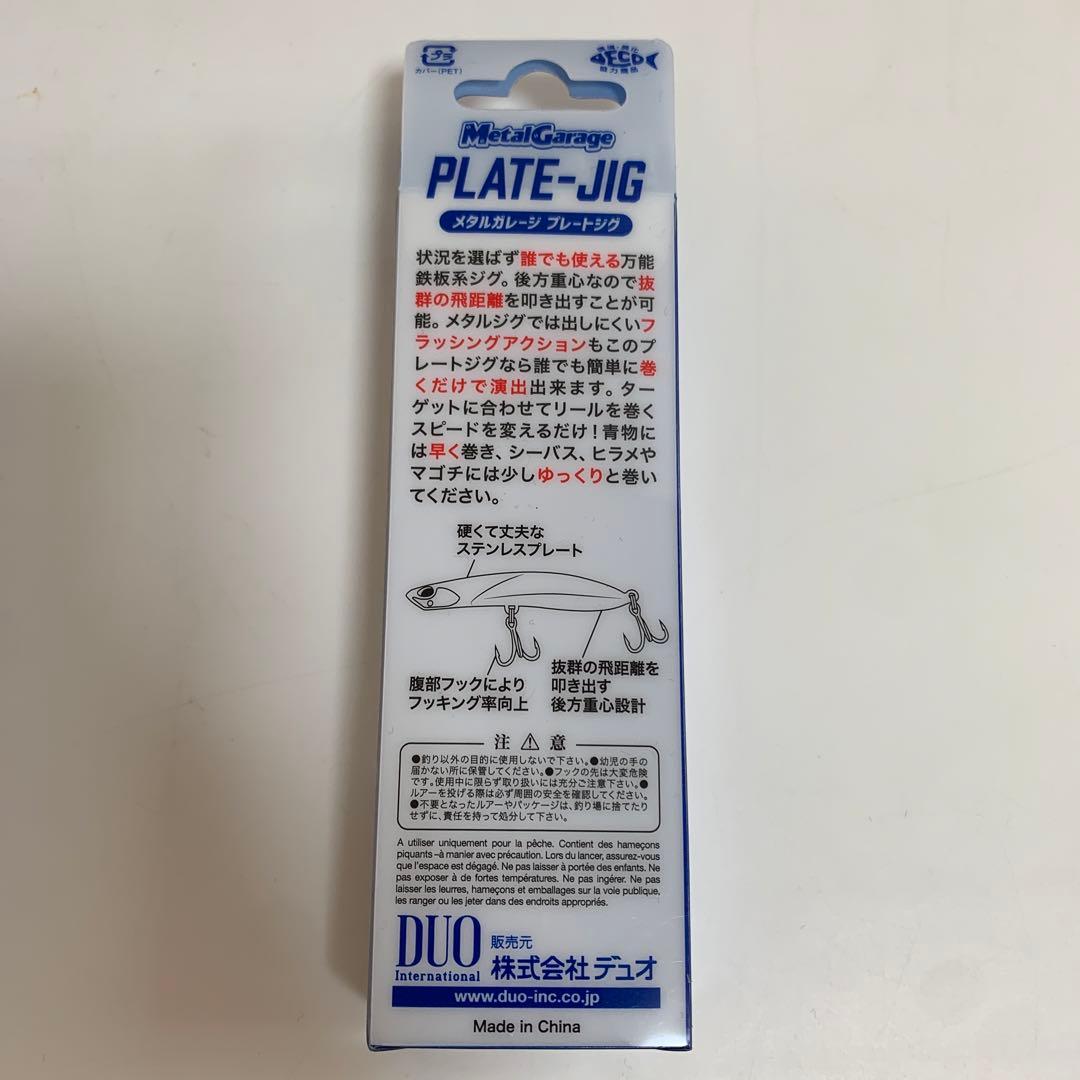 プラ
カバー(PET)
環境・商品
ECO
協力商品
MetalGarage
PLATE-JIG
メタルガレージ プレートジグ
状況を選ばず誰でも使える万能
鉄板系ジグ。後方重心なので抜
群の飛距離を叩き出すことが可
能。メタルジグでは出しにくいフ
ラッシングアクションもこのプ
レートジグなら誰でも簡単に巻
くだけで演出出来ます。ター
ゲットに合わせてリールを巻く
スピードを変えるだけ!青物に
は早く巻き、シーバス、ヒラメや
マゴチには少しゆっくりと巻い
てください。
硬くて丈夫な
ステンレスプレート
腹部フックにより
フッキング率向上
抜群の飛距離を
叩き出す
後方重心設計
注 意
●釣り以外の目的に使用しないで下さい。●幼児の手の
届かない所に保管してください。●フックの先は大変危険
です。使用中に限らず取り扱いには充分ご注意下さい。●
ルアーを投げる際は必ず周囲の安全を確認してください。
●不要となったルアーやパッケージは、釣り場に捨てたり
せずに、責任を持って処分して下さい。
A utiliser uniquement pour la pêche. Contient des hameçons
piquants –à manier avec précaution. Lors du lancer, assurez-vous
que l'espace est dégagé. Ne pas laisser à portée des enfants. Ne
pas exposer à de fortes températures. Ne pas ingérer. Ne pas
laisser les leurres, hameçons et emballages sur la voie publique,
les ranger ou les jeter dans des endroits appropriés.
DUO
International
販売元
株式会社デュオ
www.duo-inc.co.jp
Made in China